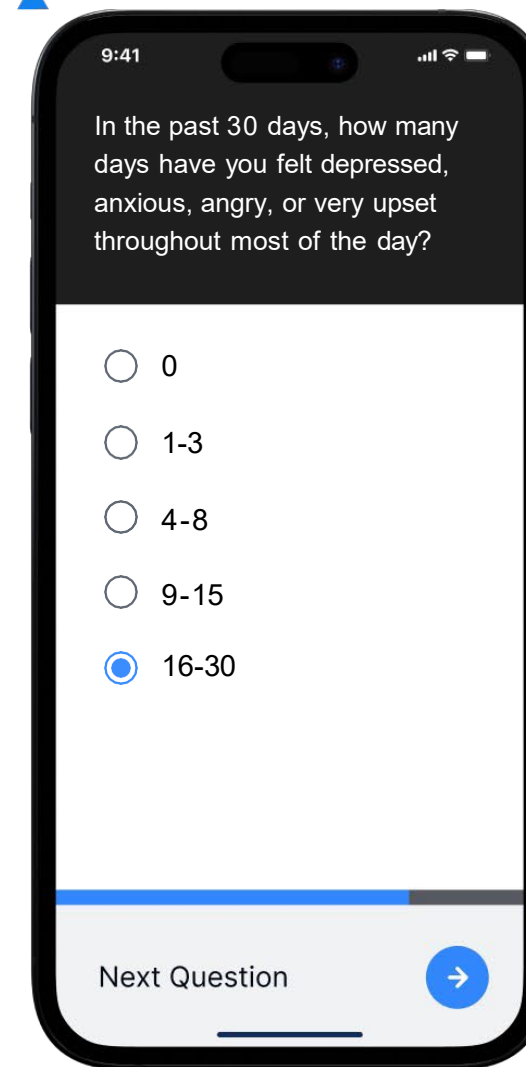 9:41
In the past 30 days, how many
days have you felt depressed,
anxious, angry, or very upset
throughout most of the day?
0
1-3
4-8
9-15
16-30
Next Question